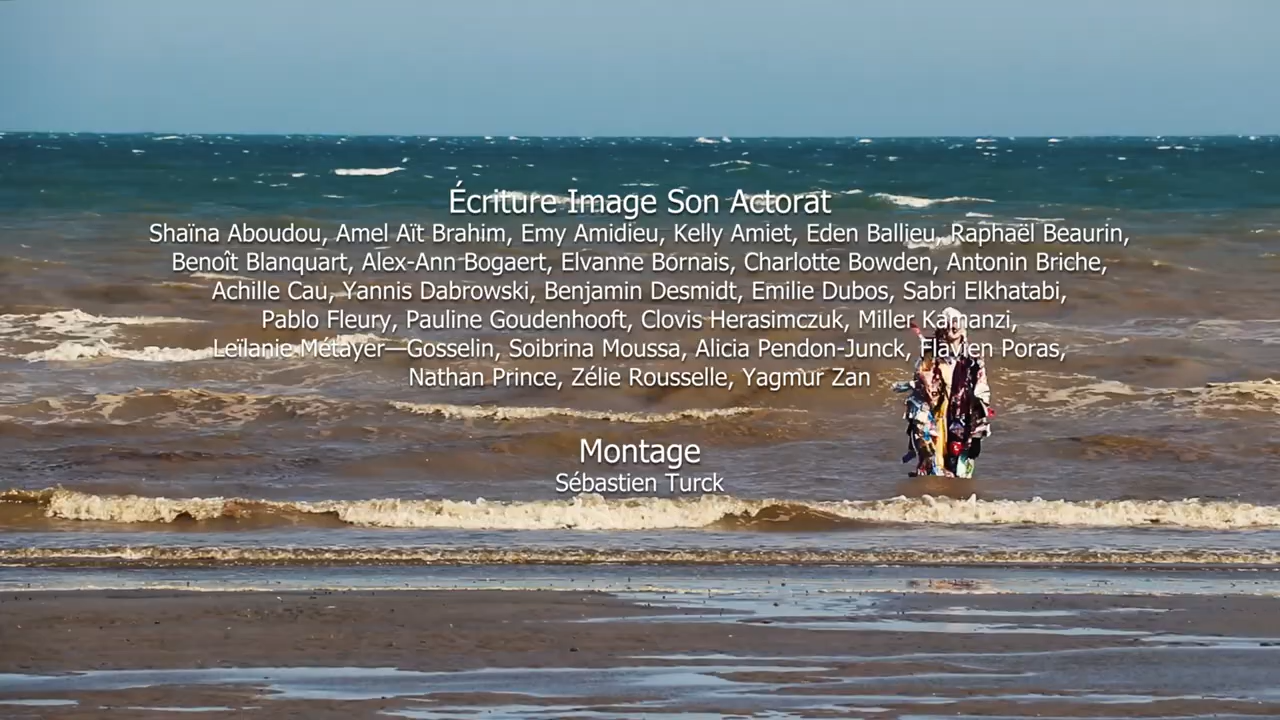 Écriture Image Son Actorat
Shaïna Aboudou, Amel Aït Brahim, Emy Amidieu, Kelly Amiet, Eden Ballieu, Raphaël Beaurin,
Benoît Blanquart, Alex-Ann Bogaert, Elvanne Bornais, Charlotte Bowden, Antonin Briche,
Achille Cau, Yannis Dabrowski, Benjamin Desmidt, Emilie Dubos, Sabri Elkhatabi,
Pablo Fleury, Pauline Goudenhooft, Clovis Herasimczuk, Miller Kamanzi,
Leïlanie Métayer—Gosselin, Soibrina Moussa, Alicia Pendon-Junck, Flavien Poras,
Nathan Prince, Zélie Rousselle, Yagmur Zan
Montage
Sébastien Turck